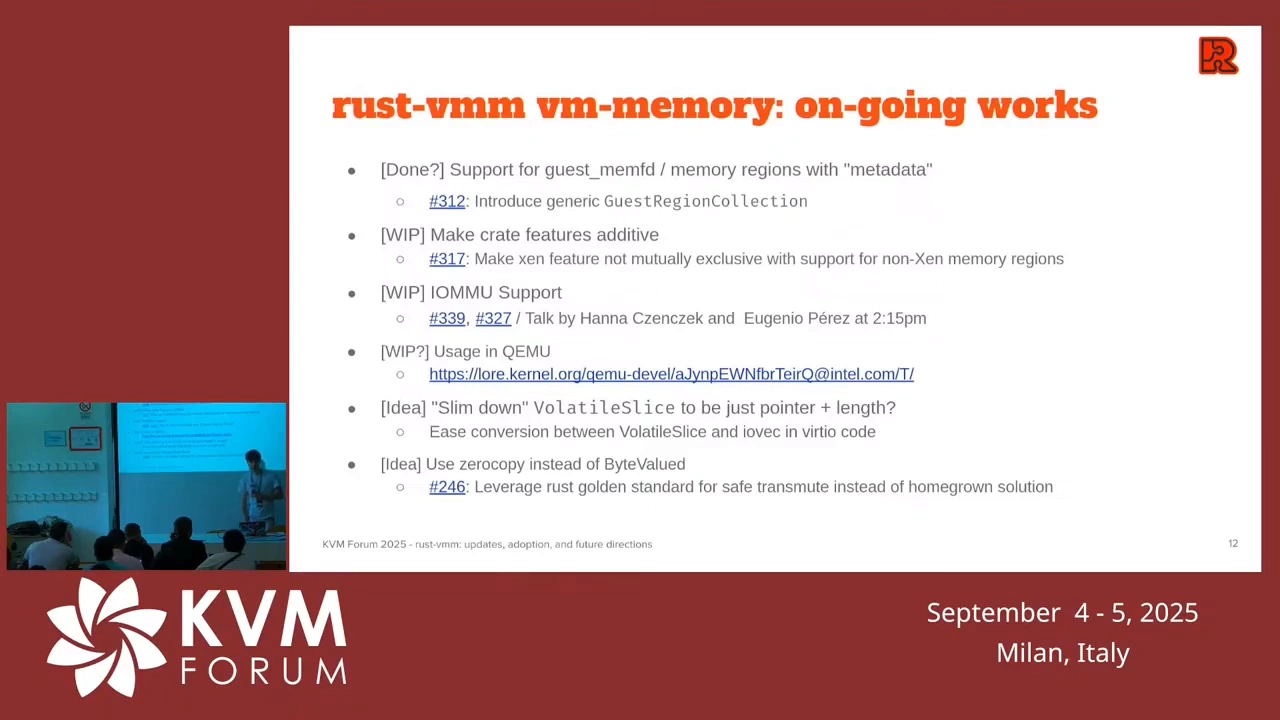 rust-vmm vm-memory: on-going works
[Done?] Support for guest_memfd / memory regions with "metadata"
#312: Introduce generic GuestRegionCollection
[WIP] Make crate features additive
#317: Make xen feature not mutually exclusive with support for non-Xen memory regions
[WIP] IOMMU Support
#339, #327 / Talk by Hanna Czenczek and Eugenio Pérez at 2:15pm
[WIP?] Usage in QEMU
https://lore.kernel.org/qemu-devel/aJynpEWNfbrTeirQ@intel.com/T/
[Idea] "Slim down" VolatileSlice to be just pointer + length?
Ease conversion between VolatileSlice and iovec in virtio code
[Idea] Use zerocopy instead of ByteValued
#246: Leverage rust golden standard for safe transmute instead of homegrown solution
KVM Forum 2025 - rust-vmm: updates, adoption, and future directions
12
KVM
FORUM
September 4 - 5, 2025
Milan, Italy